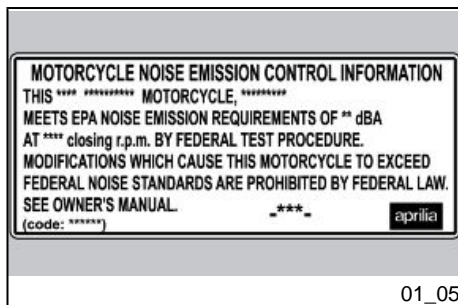 MOTORCYCLE NOISE EMISSION CONTROL INFORMATION
THIS **** ********** MOTORCYCLE, *********
MEETS EPA NOISE EMISSION REQUIREMENTS OF ** dBA
AT **** closing r.p.m. BY FEDERAL TEST PROCEDURE.
MODIFICATIONS WHICH CAUSE THIS MOTORCYCLE TO EXCEED
FEDERAL NOISE STANDARDS ARE PROHIBITED BY FEDERAL LAW.
SEE OWNER'S MANUAL.
-***-
(code: ******)
aprilia
01_05